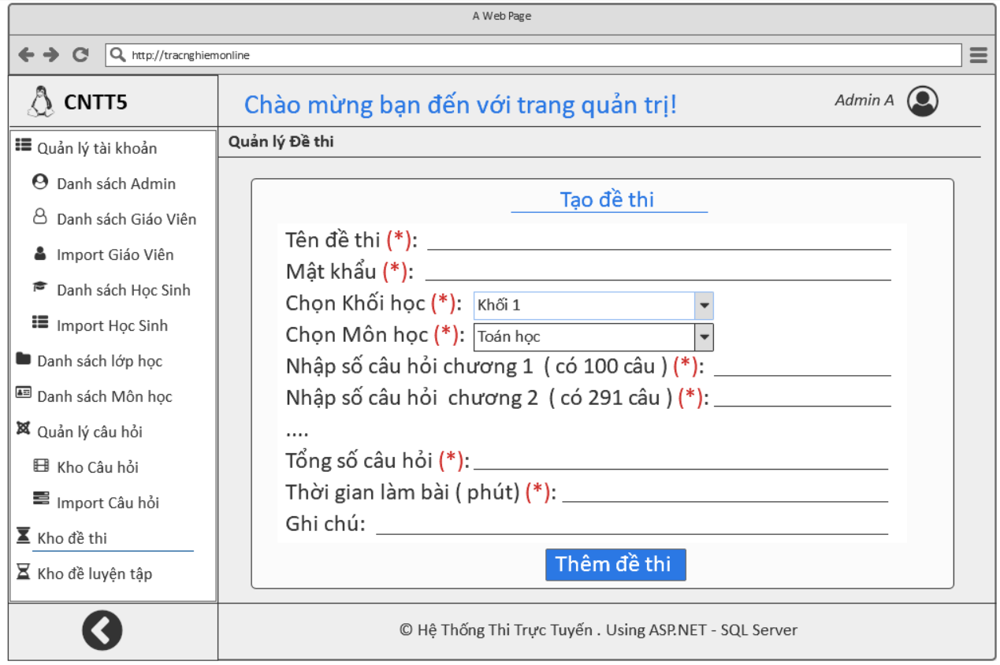 A Web Page
http://tracnghiemonline
CNTT5
Chào mừng bạn đến với trang quản trị!
Admin A
Quản lý tài khoản
Danh sách Admin
Danh sách Giáo Viên
Import Giáo Viên
Danh sách Học Sinh
Import Học Sinh
Danh sách lớp học
Danh sách Môn học
Quản lý câu hỏi
Kho Câu hỏi
Import Câu hỏi
Kho đề thi
Kho đề luyện tập
Quản lý Đề thi
Tạo đề thi
Tên đề thi (*):
Mật khẩu (*):
Chọn Khối học (*): Khối 1
Chọn Môn học (*): Toán học
Nhập số câu hỏi chương 1 ( có 100 câu ) (*):
Nhập số câu hỏi chương 2 ( có 291 câu ) (*):
....
Tổng số câu hỏi (*):
Thời gian làm bài ( phút) (*):
Ghi chú:
Thêm đề thi
© Hệ Thống Thi Trực Tuyến . Using ASP.NET - SQL Server